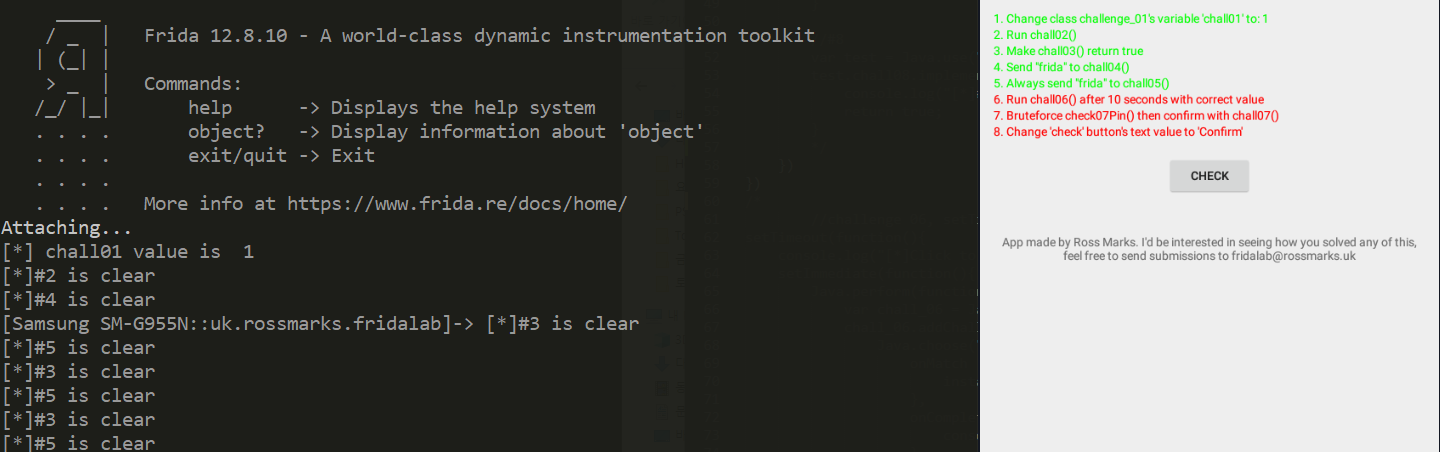 Frida 12.8.10 - A world-class dynamic instrumentation toolkit
Commands:
help -> Displays the help system
object? -> Display information about 'object'
exit/quit -> Exit
More info at https://www.frida.re/docs/home/
Attaching...
[*] chall01 value is  1
[*]#2 is clear
[*]#4 is clear
[Samsung SM-G955N::uk.rossmarks.fridalab]-> [*]#3 is clear
[*]#5 is clear
[*]#3 is clear
[*]#5 is clear
[*]#3 is clear
[*]#5 is clear
1. Change class challenge_01's variable 'chall01' to: 1
2. Run chall02()
3. Make chall03() return true
4. Send "frida" to chall04()
5. Always send "frida" to chall05()
6. Run chall06() after 10 seconds with correct value
7. Bruteforce check07Pin() then confirm with chall07()
8. Change 'check' button's text value to 'Confirm'
CHECK
App made by Ross Marks. I'd be interested in seeing how you solved any of this,
feel free to send submissions to fridalab@rossmarks.uk